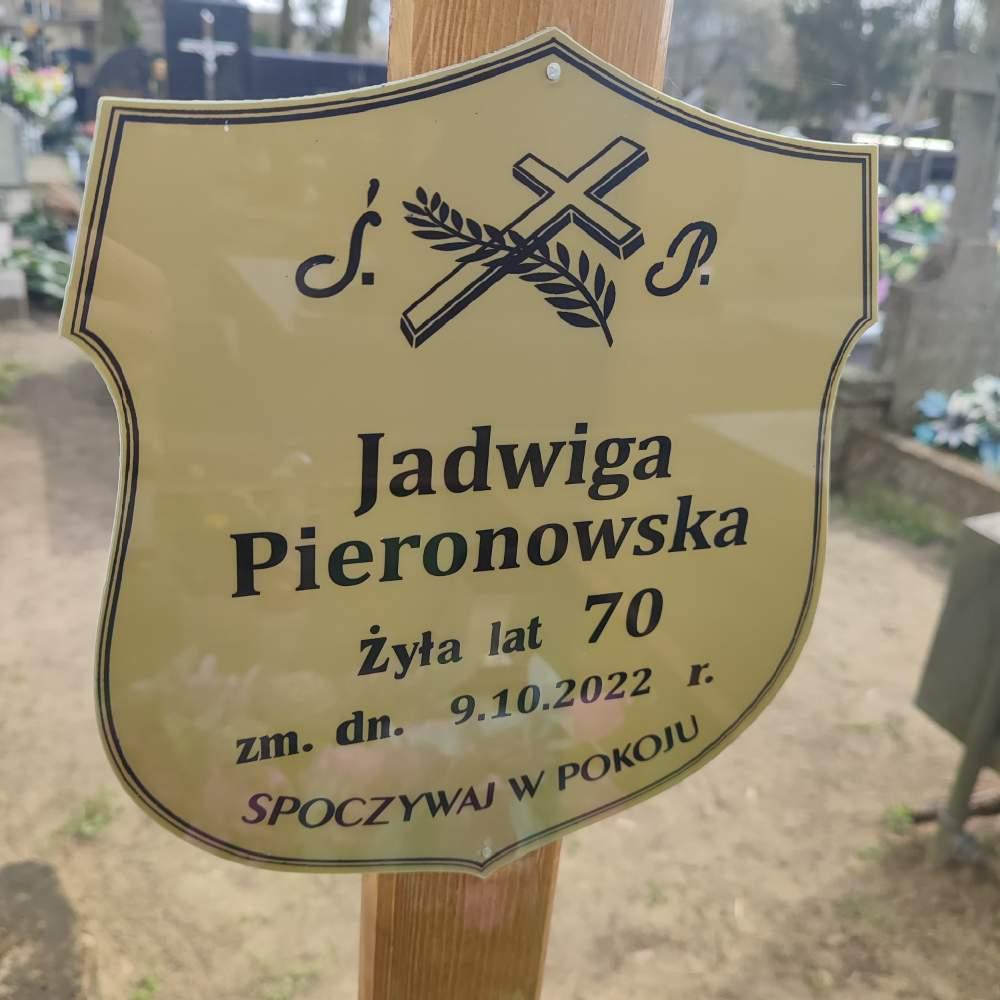 Ś. P.
Jadwiga
Pieronowska
Żyła lat 70
zm. dn. 9.10.2022 r.
SPOCZYWAJ W POKOJU